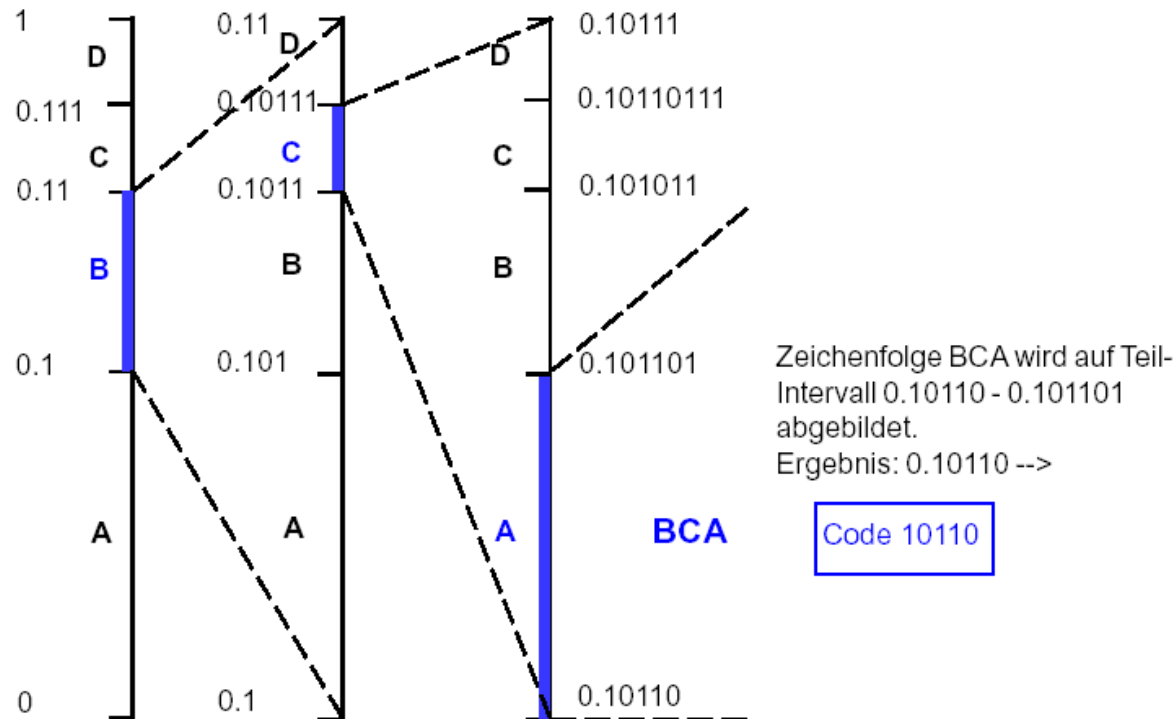 1
D
0.111
C
0.11
B
0.1
A
0
0.11
D
0.10111
C
0.1011
B
0.101
A
0.1
0.10111
D
0.10110111
C
0.101011
B
0.101101
A
0.10110
BCA
Zeichenfolge BCA wird auf Teil-
Intervall 0.10110 - 0.101101
abgebildet.
Ergebnis: 0.10110 -->
Code 10110